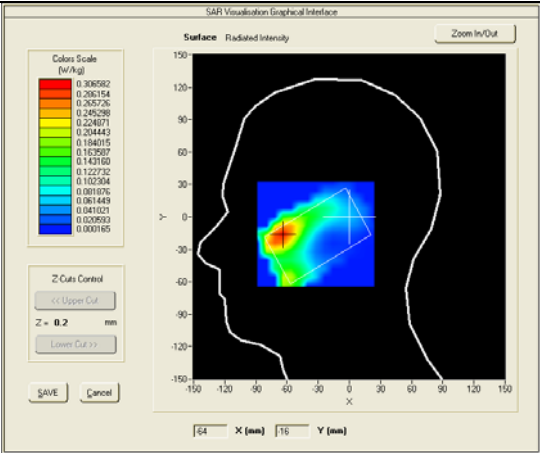 SAR Visualisation Graphical Interface
Surface Radiated Intensity
Zoom In/Out
Colors Scale
(W/kg)
0.306582
0.286154
0.265726
0.245298
0.224871
0.204443
0.184015
0.163587
0.143160
0.122732
0.102304
0.081876
0.061449
0.041021
0.020593
0.000165
Z-Cuts Control
<< Upper Cut
Z = 0.2 mm
Lower Cut >>
SAVE Cancel
150
120
90
60
30
0
-30
-60
-90
-120
-150
Y
-150 -120 -90 -60 -30 0 30 60 90 120 150
X
-64 X (mm) -16 Y (mm)